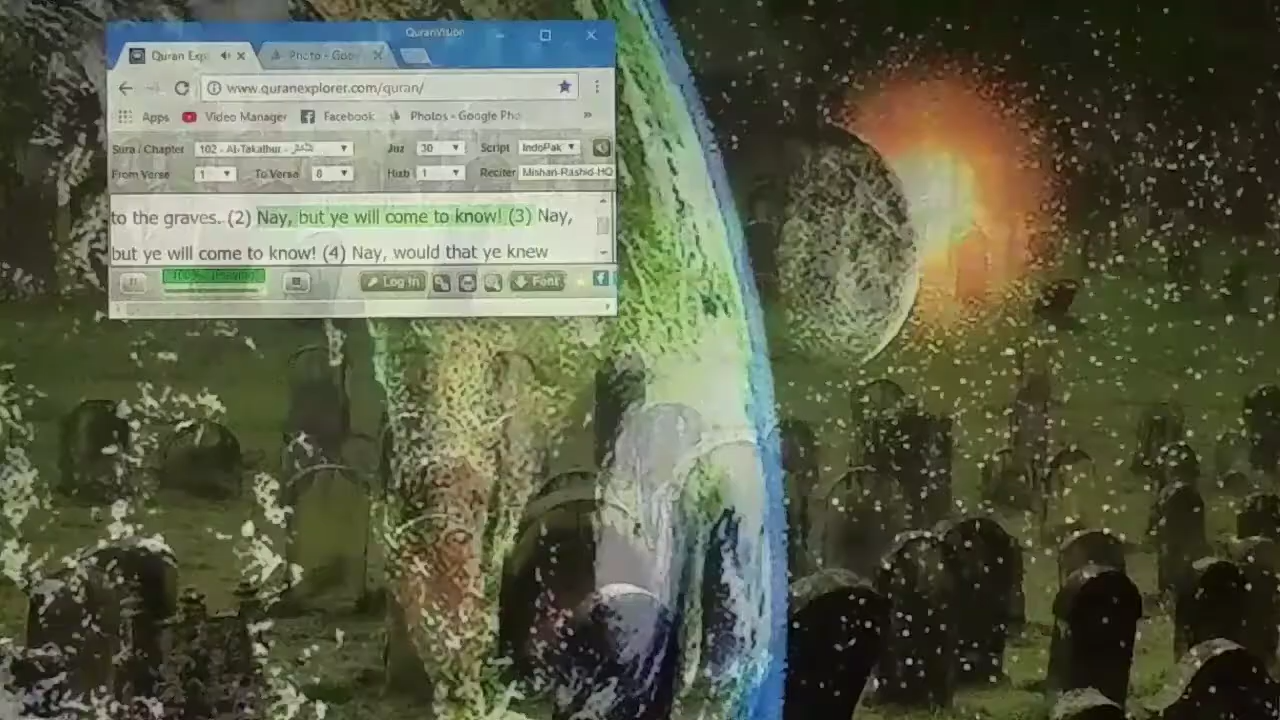 QuranVision
Quran Exp
Photo - Goo
www.quranexplorer.com/quran/
Apps Video Manager Facebook Photos - Google Pho »
Sura / Chapter 102 - Al-Takathur - Juz 30 Script IndoPak
From Verse 1 To Verse 8 Hizb 1 Reciter Mishari-Rashid-HQ
to the graves. (2) Nay, but ye will come to know! (3) Nay,
but ye will come to know! (4) Nay, would that ye knew
100% Log In Font